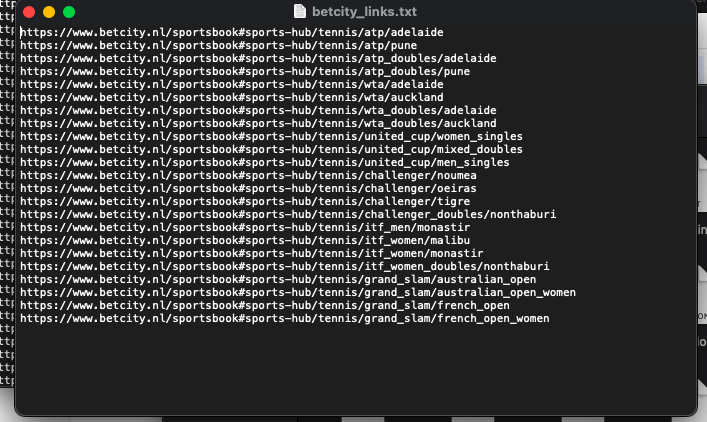 betcity_links.txt
https://www.betcity.nl/sportsbook#sports-hub/tennis/atp/adelaide
https://www.betcity.nl/sportsbook#sports-hub/tennis/atp/pune
https://www.betcity.nl/sportsbook#sports-hub/tennis/atp_doubles/adelaide
https://www.betcity.nl/sportsbook#sports-hub/tennis/atp_doubles/pune
https://www.betcity.nl/sportsbook#sports-hub/tennis/wta/adelaide
https://www.betcity.nl/sportsbook#sports-hub/tennis/wta/auckland
https://www.betcity.nl/sportsbook#sports-hub/tennis/wta_doubles/adelaide
https://www.betcity.nl/sportsbook#sports-hub/tennis/wta_doubles/auckland
https://www.betcity.nl/sportsbook#sports-hub/tennis/united_cup/women_singles
https://www.betcity.nl/sportsbook#sports-hub/tennis/united_cup/mixed_doubles
https://www.betcity.nl/sportsbook#sports-hub/tennis/united_cup/men_singles
https://www.betcity.nl/sportsbook#sports-hub/tennis/challenger/noumea
https://www.betcity.nl/sportsbook#sports-hub/tennis/challenger/oeiras
https://www.betcity.nl/sportsbook#sports-hub/tennis/challenger/tigre
https://www.betcity.nl/sportsbook#sports-hub/tennis/challenger_doubles/nonthaburi
https://www.betcity.nl/sportsbook#sports-hub/tennis/itf_men/monastir
https://www.betcity.nl/sportsbook#sports-hub/tennis/itf_women/malibu
https://www.betcity.nl/sportsbook#sports-hub/tennis/itf_women/monastir
https://www.betcity.nl/sportsbook#sports-hub/tennis/itf_women_doubles/nonthaburi
https://www.betcity.nl/sportsbook#sports-hub/tennis/grand_slam/australian_open
https://www.betcity.nl/sportsbook#sports-hub/tennis/grand_slam/australian_open_women
https://www.betcity.nl/sportsbook#sports-hub/tennis/grand_slam/french_open
https://www.betcity.nl/sportsbook#sports-hub/tennis/grand_slam/french_open_women